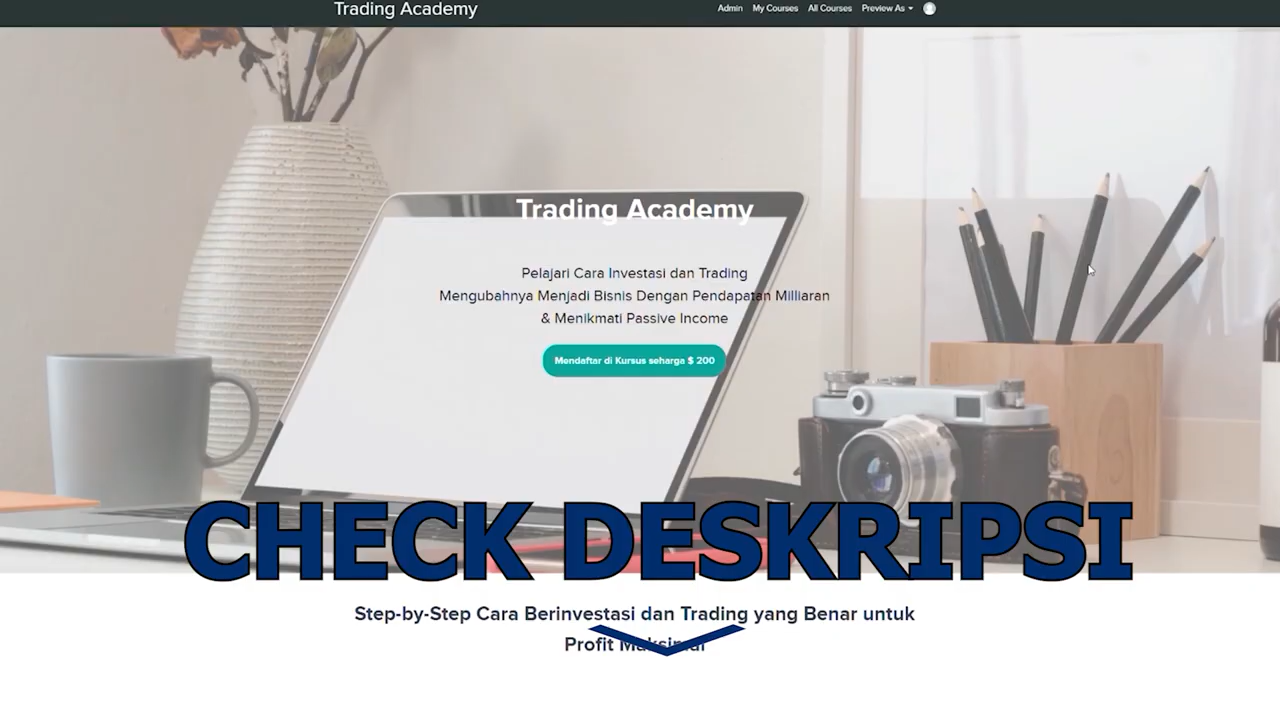 Trading Academy
Admin My Courses All Courses Preview As
Trading Academy
Pelajari Cara Investasi dan Trading
Mengubahnya Menjadi Bisnis Dengan Pendapatan Milliaran
& Menikmati Passive Income
Mendaftar di Kursus seharga $ 200
CHECK DESKRIPSI
Step-by-Step Cara Berinvestasi dan Trading yang Benar untuk
Profit Maksimal